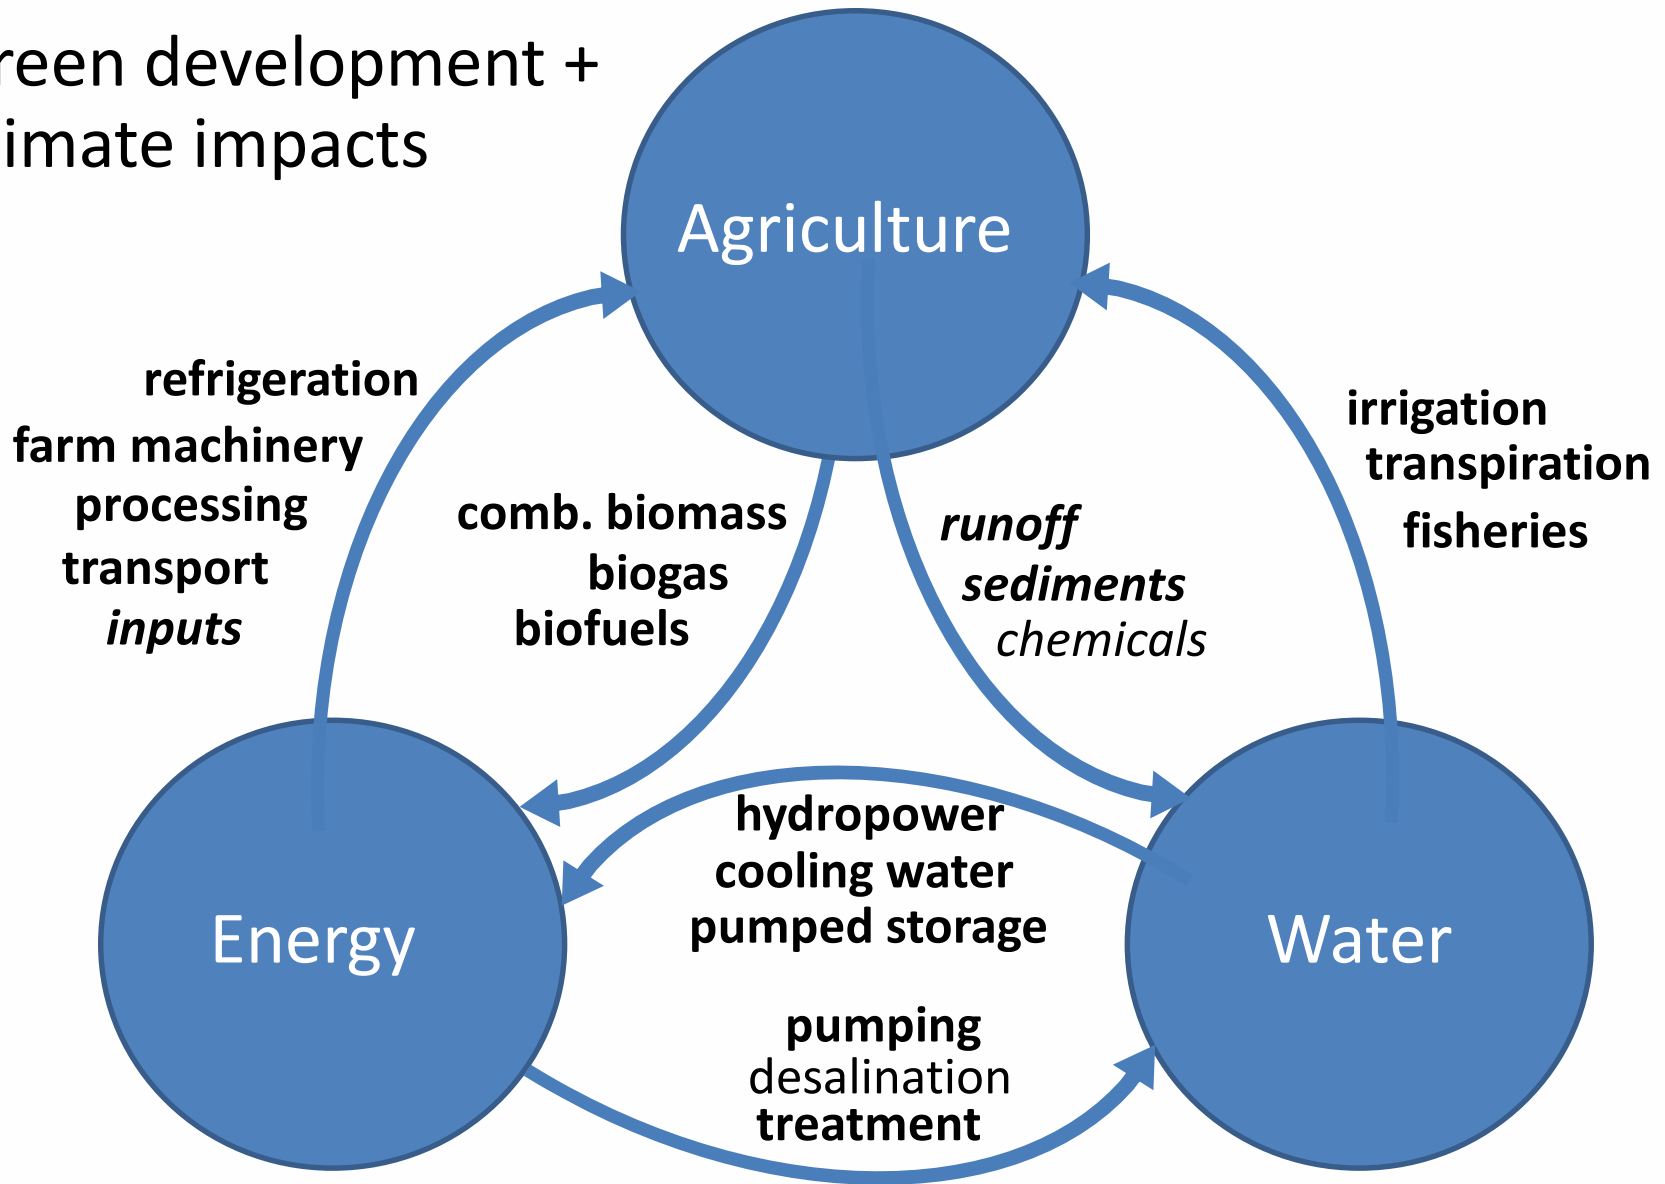 reen development +
imate impacts
Agriculture
refrigeration
farm machinery
processing
transport
inputs
comb. biomass
biogas
biofuels
runoff
sediments
chemicals
irrigation
transpiration
fisheries
hydropower
cooling water
pumped storage
Energy
Water
pumping
desalination
treatment